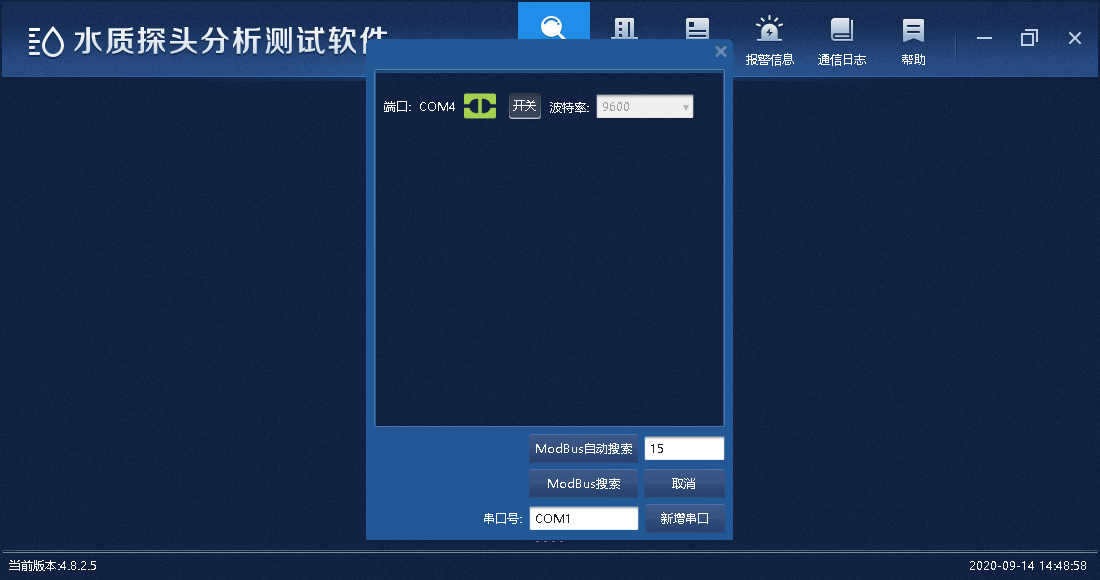 水质探头分析测试软件
报警信息 通信日志 帮助
端口: COM4 开关 波特率: 9600
ModBus自动搜索 15
ModBus搜索 取消
串口号: COM1 新增串口
当前版本:4.8.2.5 2020-09-14 14:48:58